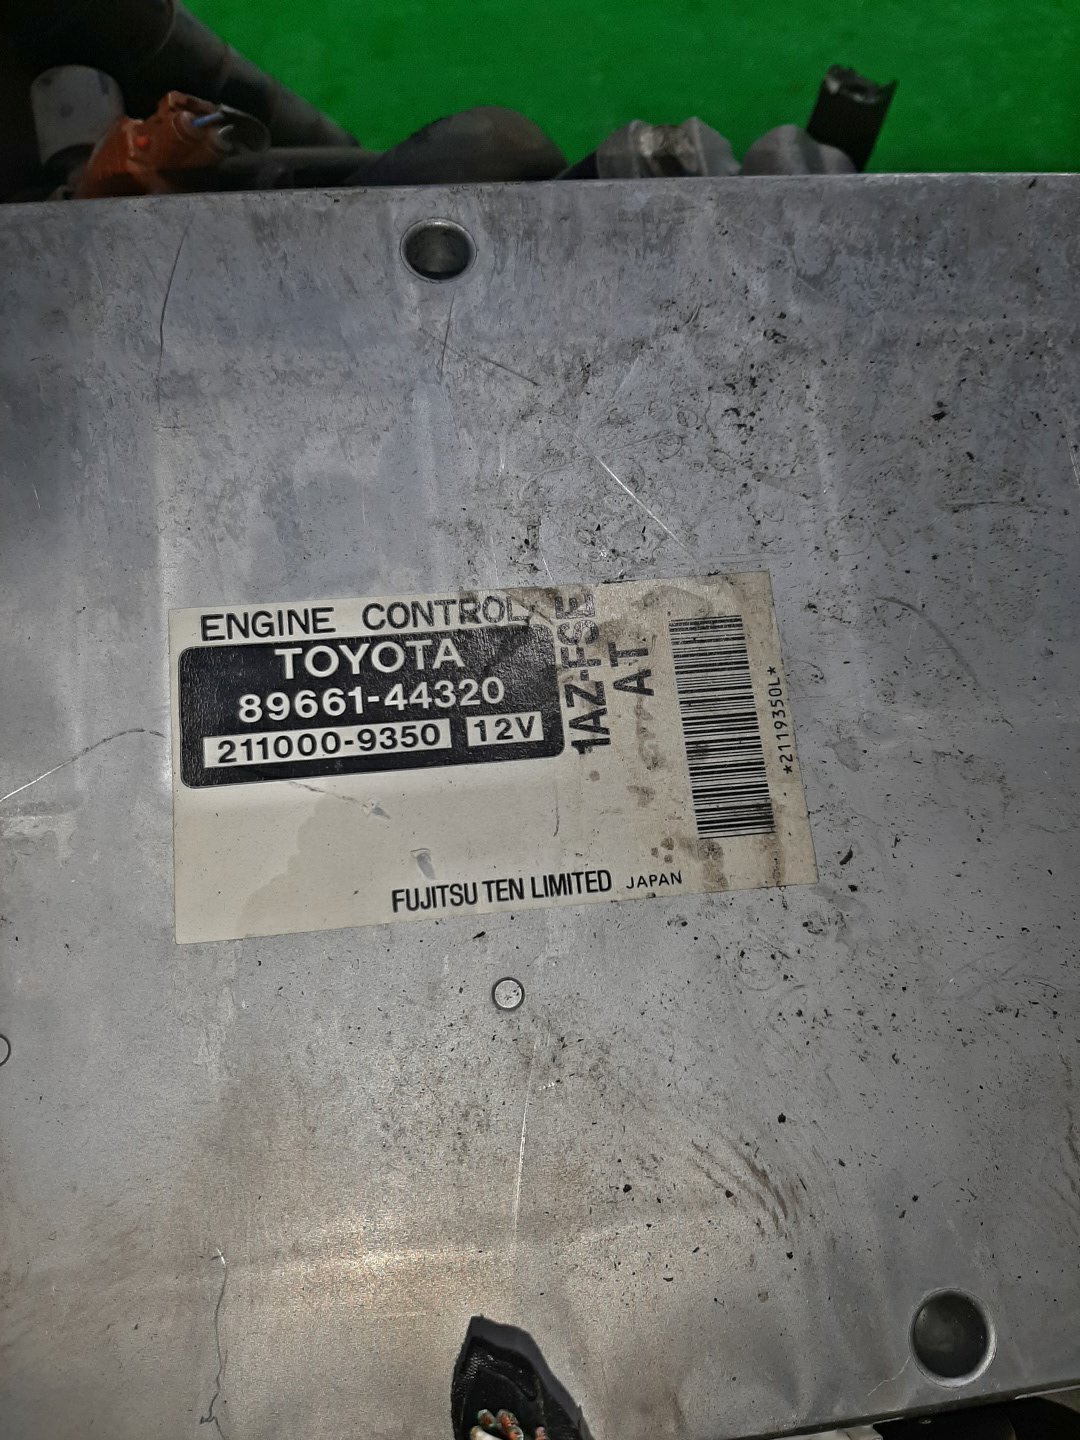 ENGINE CONTROL
TOYOTA
89661-44320
211000-9350 12V
1AZ-FSE
AT
*2119350L*
FUJITSU TEN LIMITED JAPAN